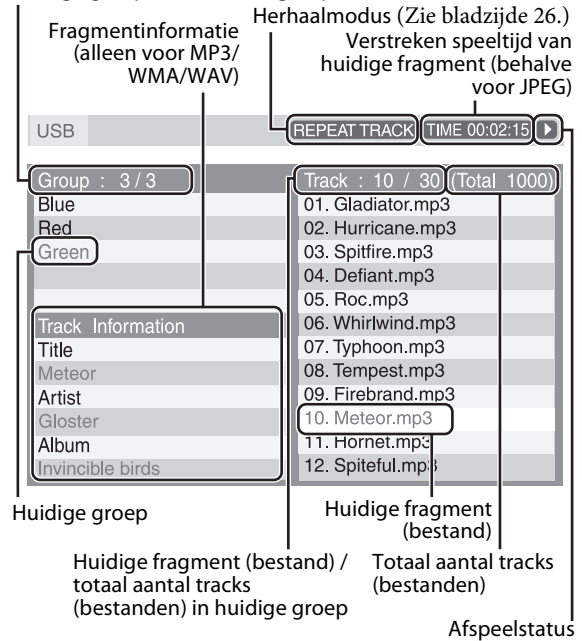 Herhaalmodus (Zie bladzijde 26.)
Fragmentinformatie
(alleen voor MP3/
WMA/WAV)
Verstreken speeltijd van
huidige fragment (behalve
voor JPEG)
USB
REPEAT TRACK
TIME 00:02:15
Group : 3 / 3
Track : 10 / 30 (Total 1000)
Blue
Red
Green
Track Information
Title
Meteor
Artist
Gloster
Album
Invincible birds
01. Gladiator.mp3
02. Hurricane.mp3
03. Spitfire.mp3
04. Defiant.mp3
05. Roc.mp3
06. Whirlwind.mp3
07. Typhoon.mp3
08. Tempest.mp3
09. Firebrand.mp3
10. Meteor.mp3
11. Hornet.mp3
12. Spiteful.mp3
Huidige groep
Huidige fragment
(bestand)
Huidige fragment (bestand) /
totaal aantal tracks
(bestanden) in huidige groep
Totaal aantal tracks
(bestanden)
Afspeelstatus